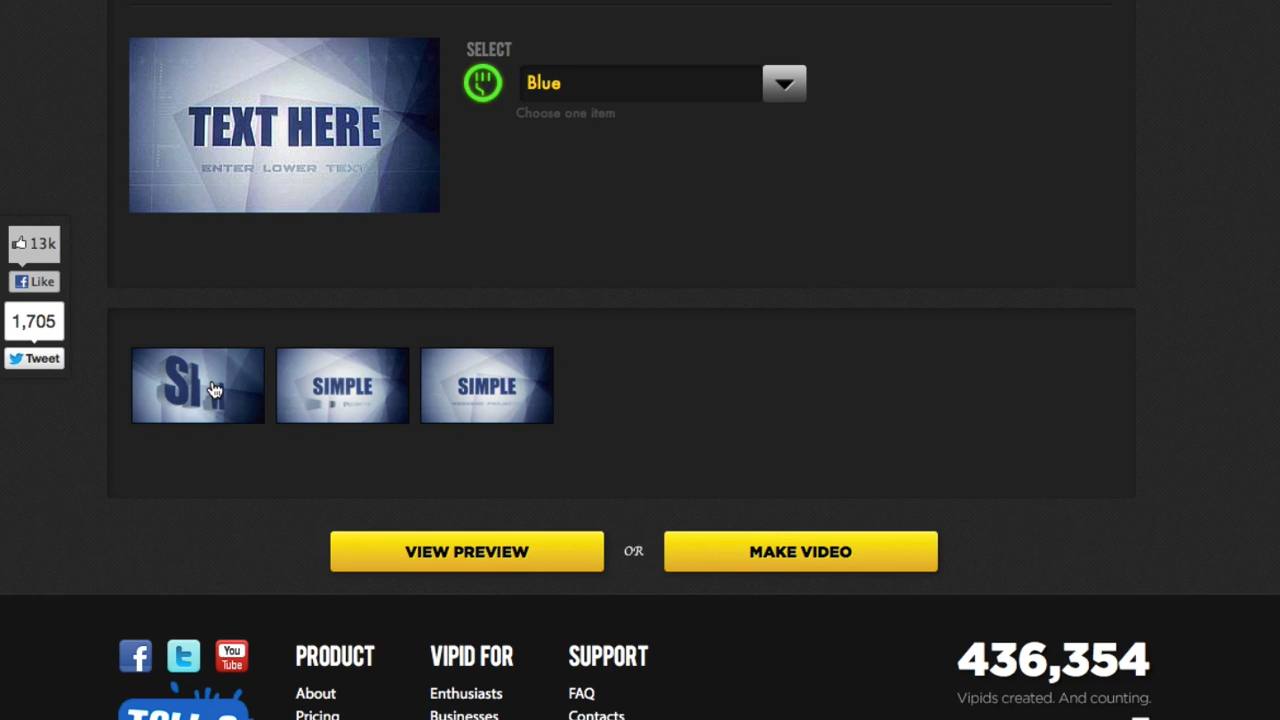 SELECT
Blue
Choose one item
TEXT HERE
ENTER LOWER TEXT
13k
Like
1,705
Tweet
SIMPLE
SIMPLE
VIEW PREVIEW
OR
MAKE VIDEO
You
Tube
PRODUCT
VIPID FOR
SUPPORT
436,354
About
Enthusiasts
FAQ
Vipids created. And counting.
Pricing
Businesses
Contacts